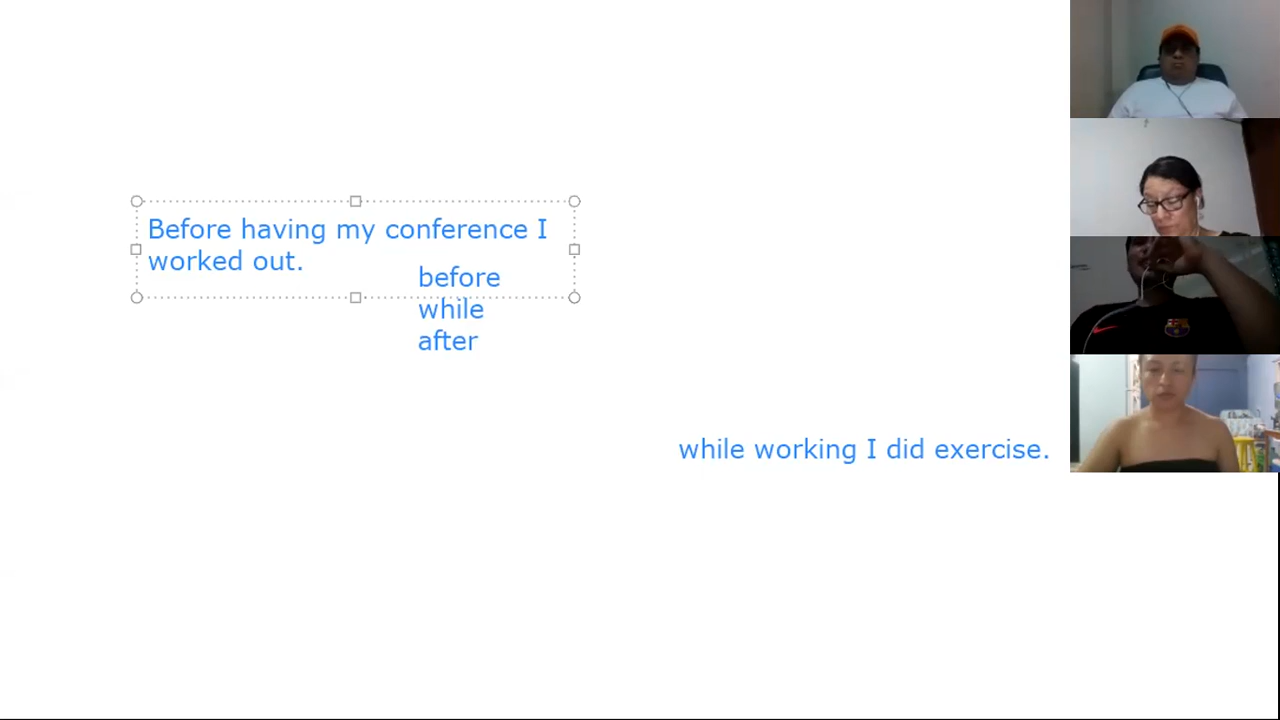 Before having my conference I
worked out.
before
while
after
while working I did exercise.